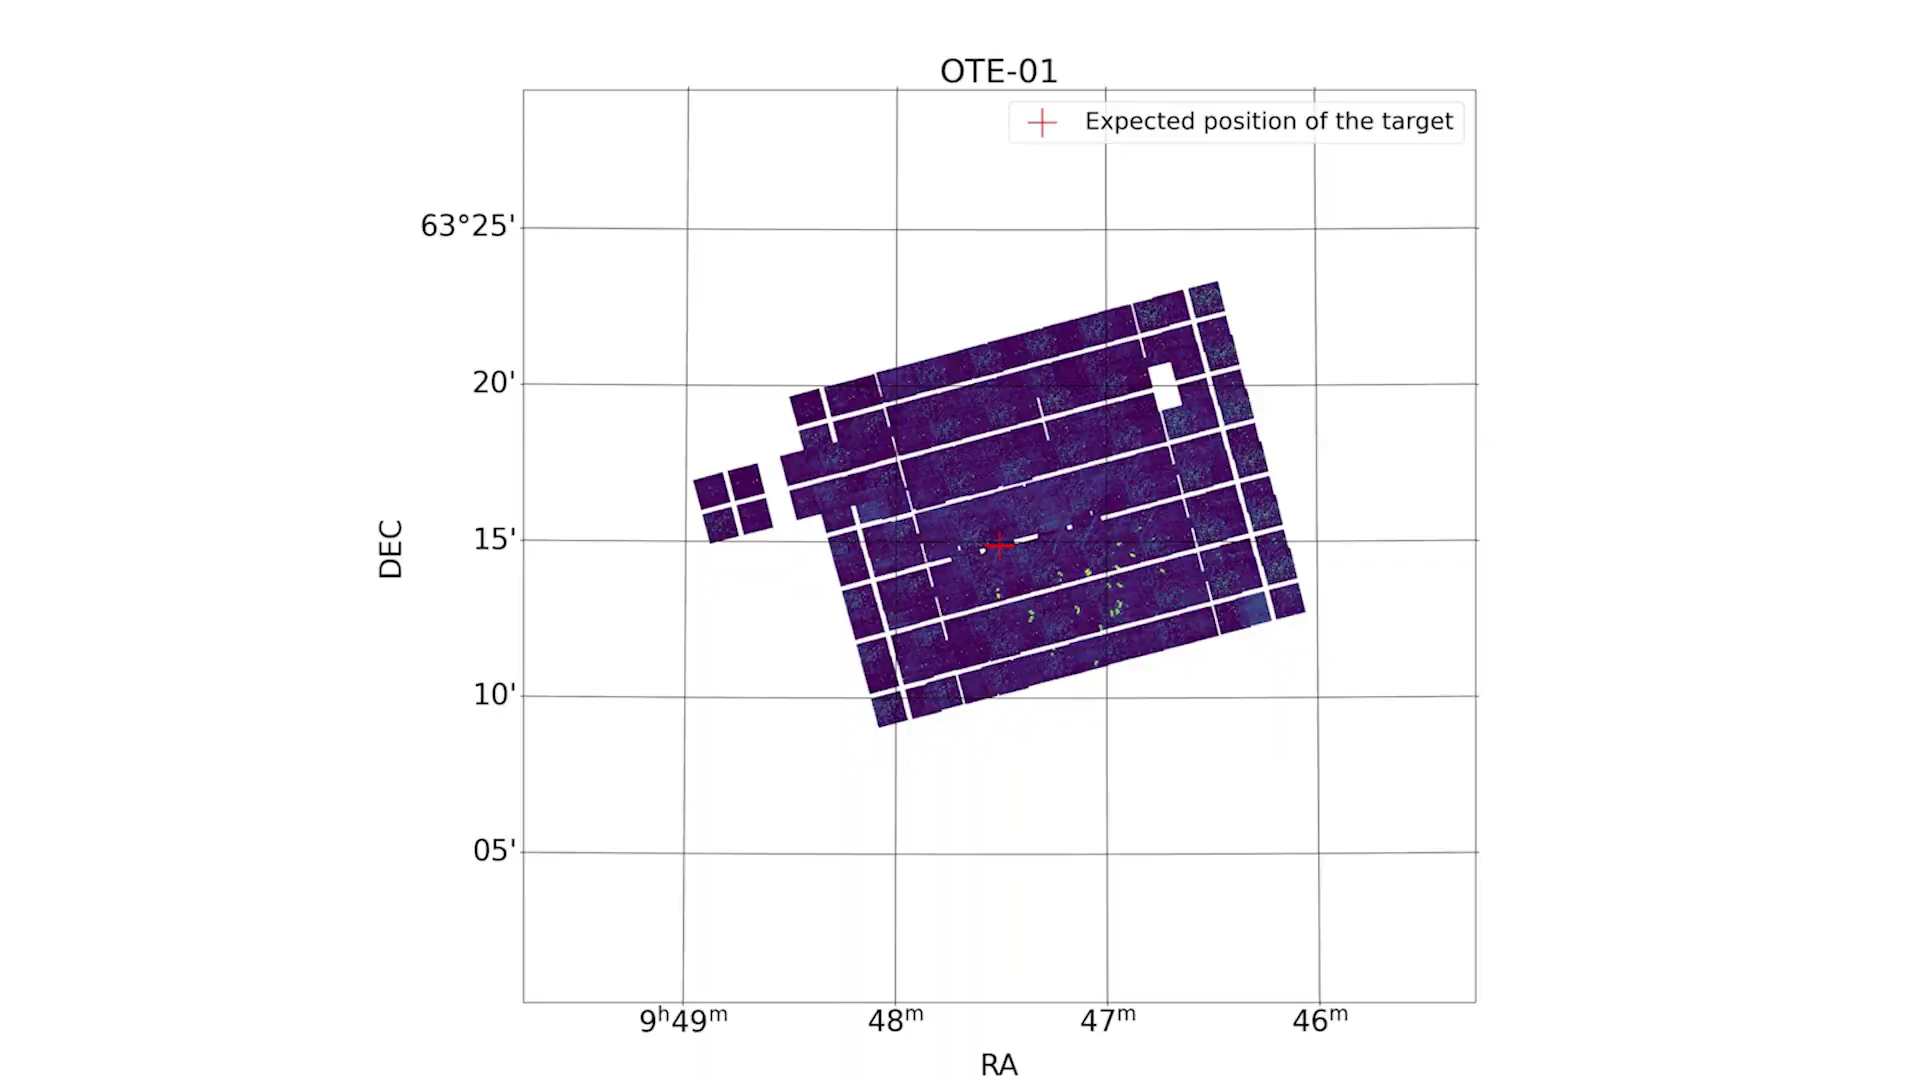 OTE-01
Expected position of the target
63°25'
20'
15'
10'
05'
DEC
9ʰ49ᵐ 48ᵐ 47ᵐ 46ᵐ
RA